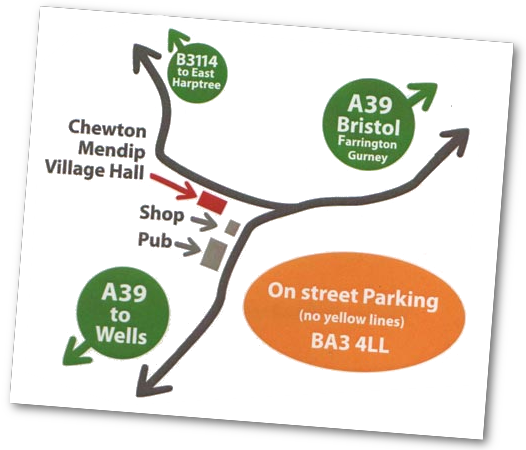 B3114
to East
Harptree
A39
Bristol
Farrington
Gurney
Chewton
Mendip
Village Hall
Shop
Pub
A39
to
Wells
On street Parking
(no yellow lines)
BA3 4LL